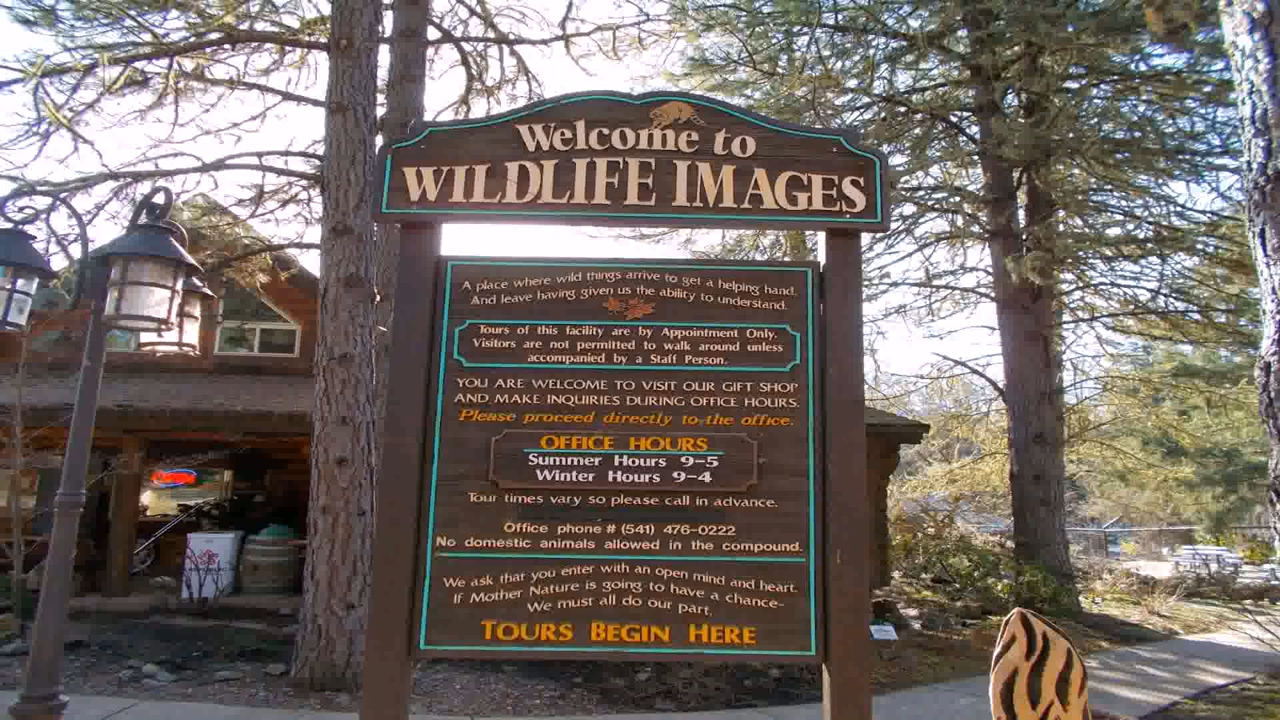 Welcome to
WILDLIFE IMAGES
A place where wild things arrive to get a helping hand.
And leave having given us the ability to understand.
Tours of this facility are by Appointment Only.
Visitors are not permitted to walk around unless
accompanied by a Staff Person.
YOU ARE WELCOME TO VISIT OUR GIFT SHOP
AND MAKE INQUIRIES DURING OFFICE HOURS.
Please proceed directly to the office.
OFFICE HOURS
Summer Hours 9-5
Winter Hours 9-4
Tour times vary so please call in advance.
Office phone # (541) 476-0222
No domestic animals allowed in the compound.
We ask that you enter with an open mind and heart.
If Mother Nature is going to have a chance-
We must all do our part.
TOURS BEGIN HERE